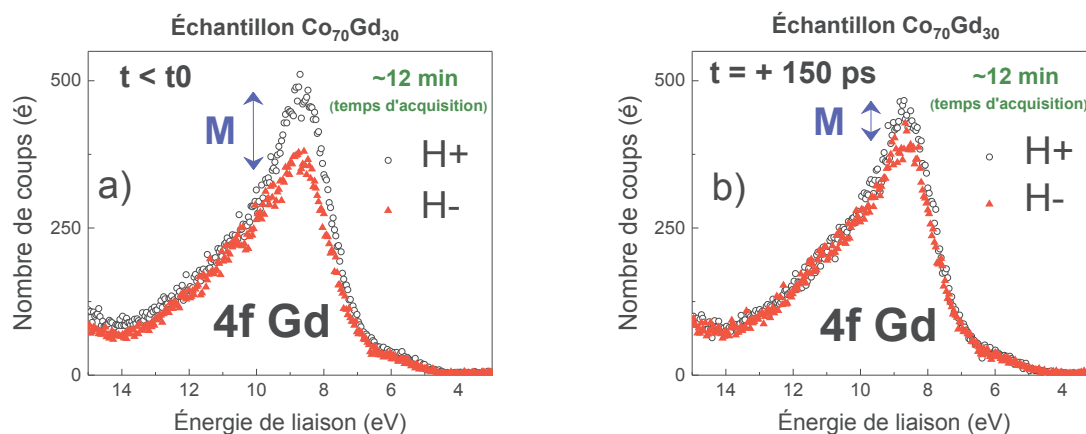 Échantillon Co₇₀Gd₃₀
Nombre de coups (é)
500
250
0
t < t0
~12 min
(temps d'acquisition)
M
H+
H-
a)
4f Gd
14 12 10 8 6 4
Énergie de liaison (eV)
Échantillon Co₇₀Gd₃₀
Nombre de coups (é)
500
250
0
t = + 150 ps
~12 min
(temps d'acquisition)
M
H+
H-
b)
4f Gd
14 12 10 8 6 4
Énergie de liaison (eV)